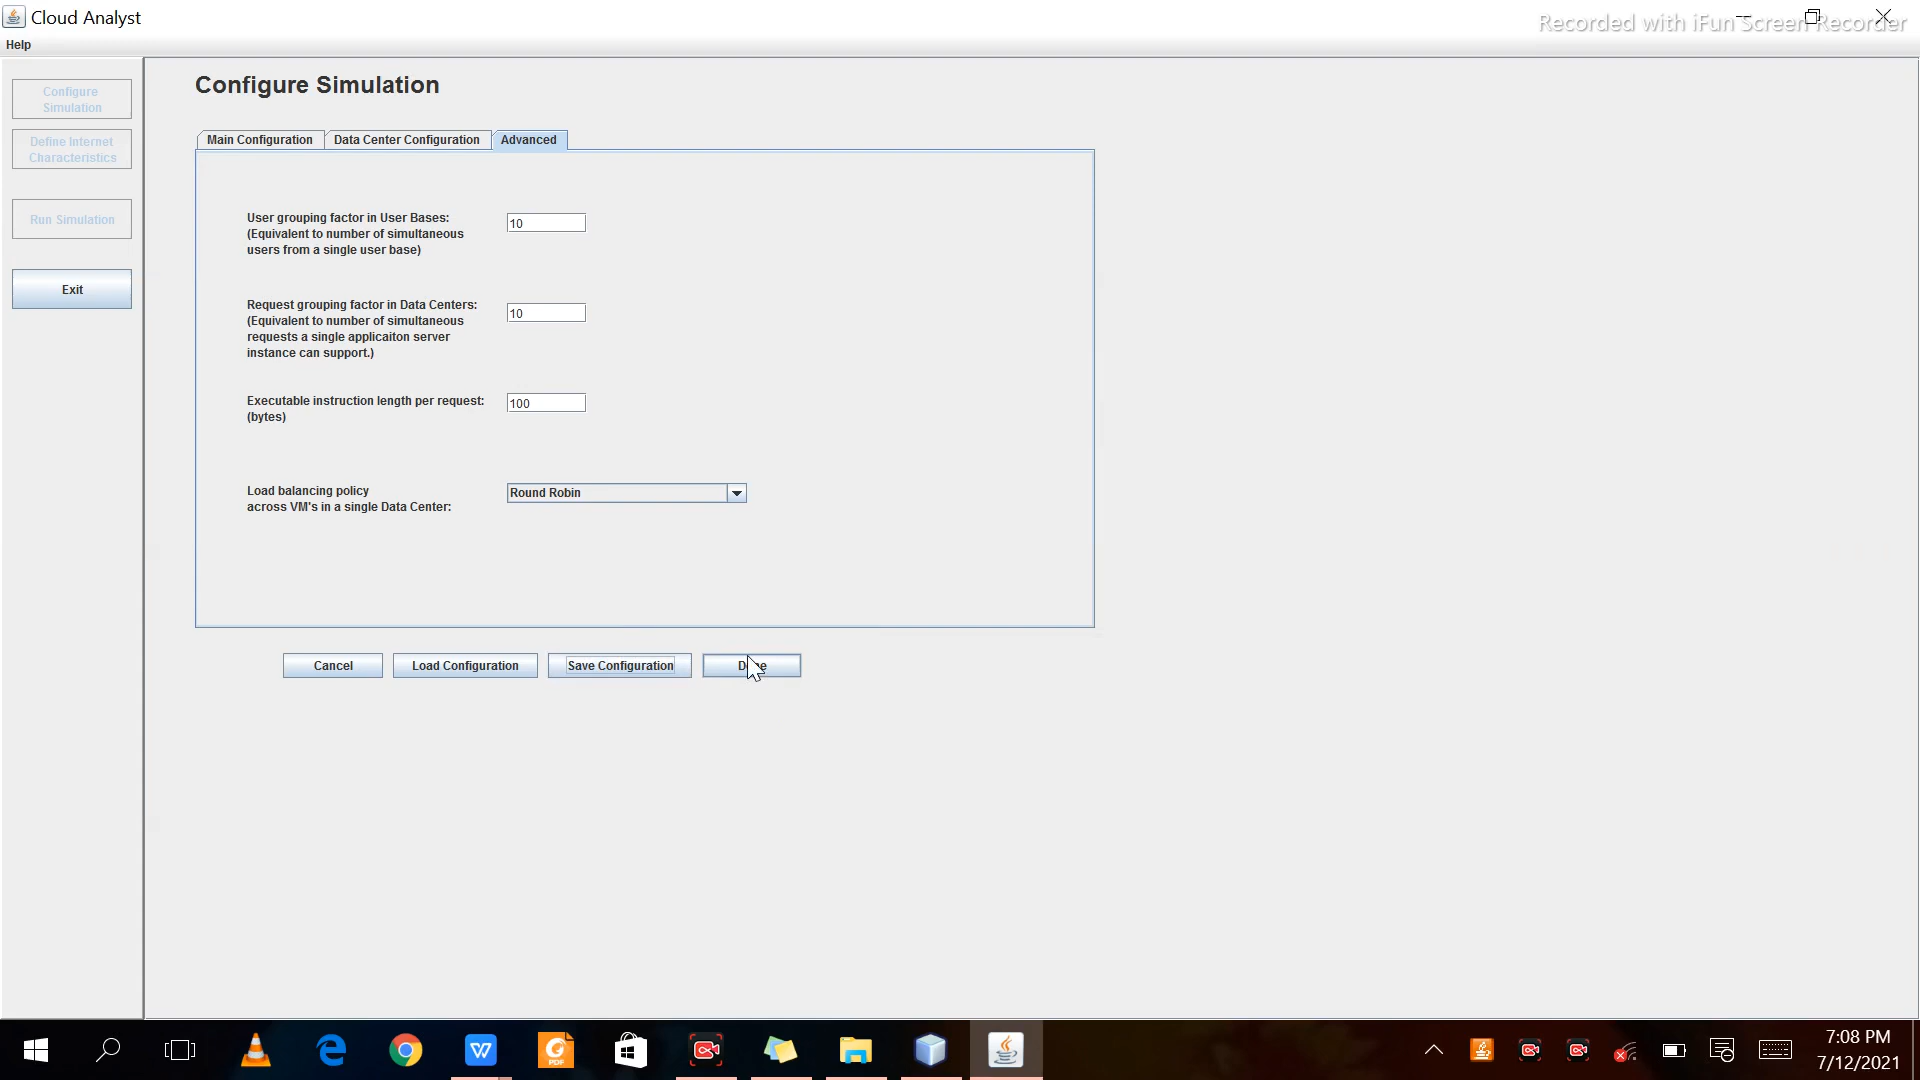 Cloud Analyst
Recorded with iFun Screen Recorder
Help
Configure Simulation
Configure
Simulation
Define Internet
Characteristics
Run Simulation
Exit
Main Configuration Data Center Configuration Advanced
User grouping factor in User Bases:
(Equivalent to number of simultaneous
users from a single user base)
10
Request grouping factor in Data Centers:
(Equivalent to number of simultaneous
requests a single applicaiton server
instance can support.)
10
Executable instruction length per request:
(bytes)
100
Load balancing policy
across VM's in a single Data Center:
Round Robin
Cancel Load Configuration Save Configuration
PDF
7:08 PM
7/12/2021